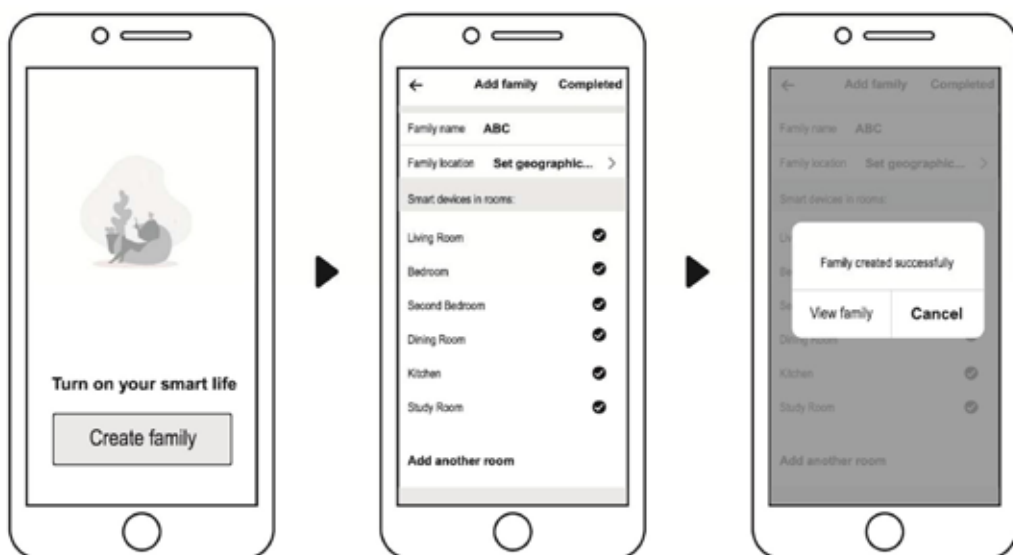 Turn on your smart life
Create family
Add family Completed
Family name ABC
Family location Set geographic...
Smart devices in rooms:
Living Room
Bedroom
Second Bedroom
Dining Room
Kitchen
Study Room
Add another room
Add family Completed
Family name ABC
Family location Set geographic...
Smart devices in rooms:
Family created successfully
View family Cancel
Dining Room
Kitchen
Study Room
Add another room